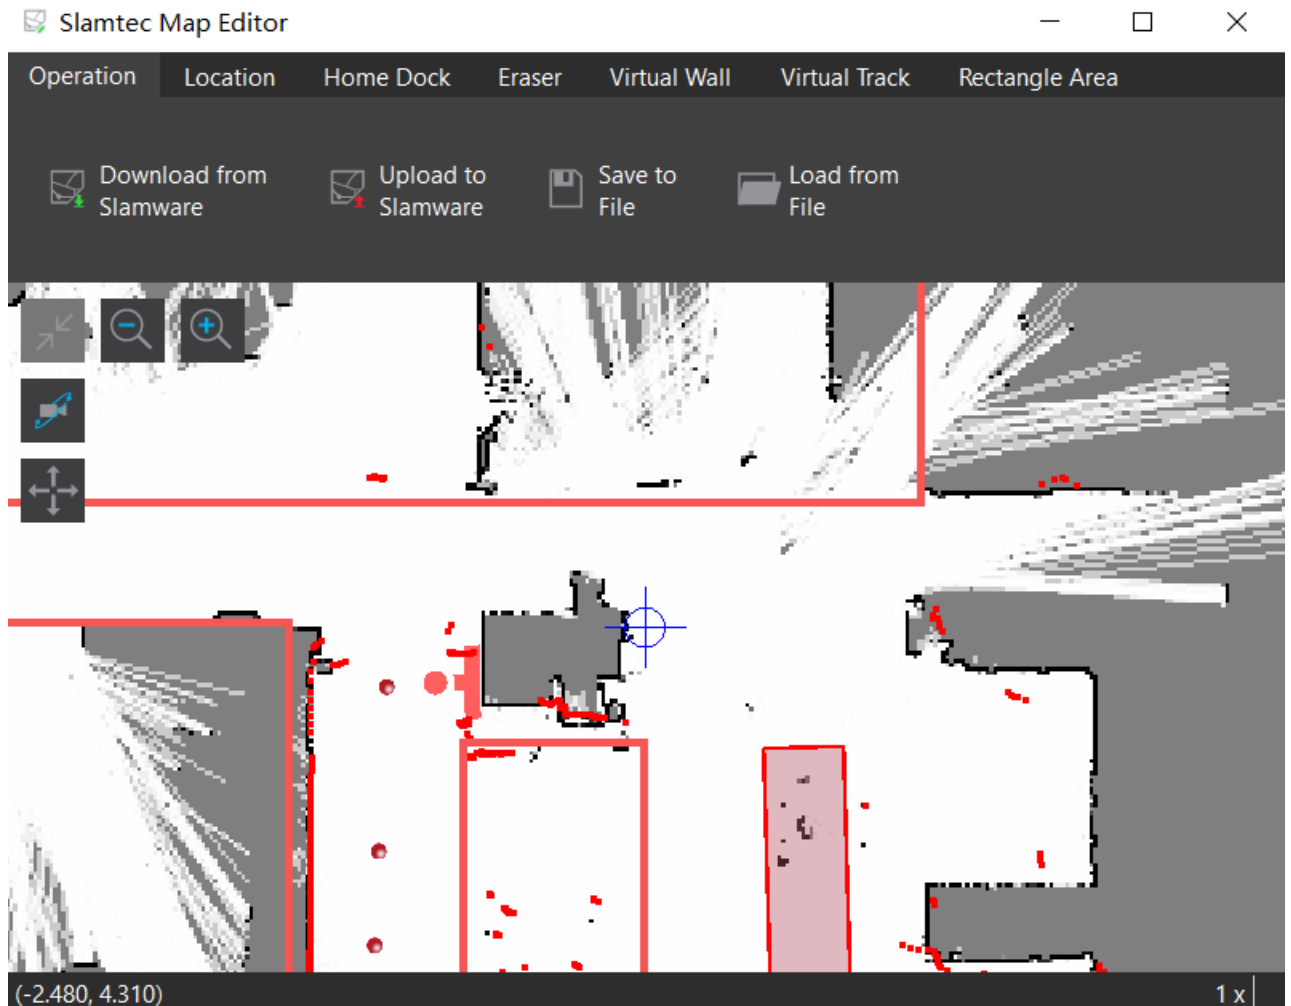 Slamtec Map Editor
Operation Location Home Dock Eraser Virtual Wall Virtual Track Rectangle Area
Download from Slamware
Upload to Slamware
Save to File
Load from File
(-2.480, 4.310)
1 x